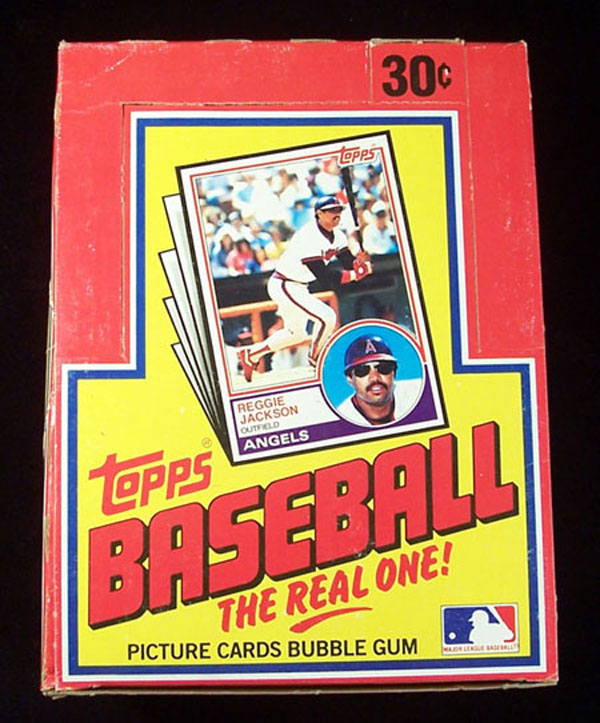 30¢
Topps
A
REGGIE
JACKSON
OUTFIELD
ANGELS
Topps®
BASEBALL
THE REAL ONE!
PICTURE CARDS BUBBLE GUM
MAJOR LEAGUE BASEBALL